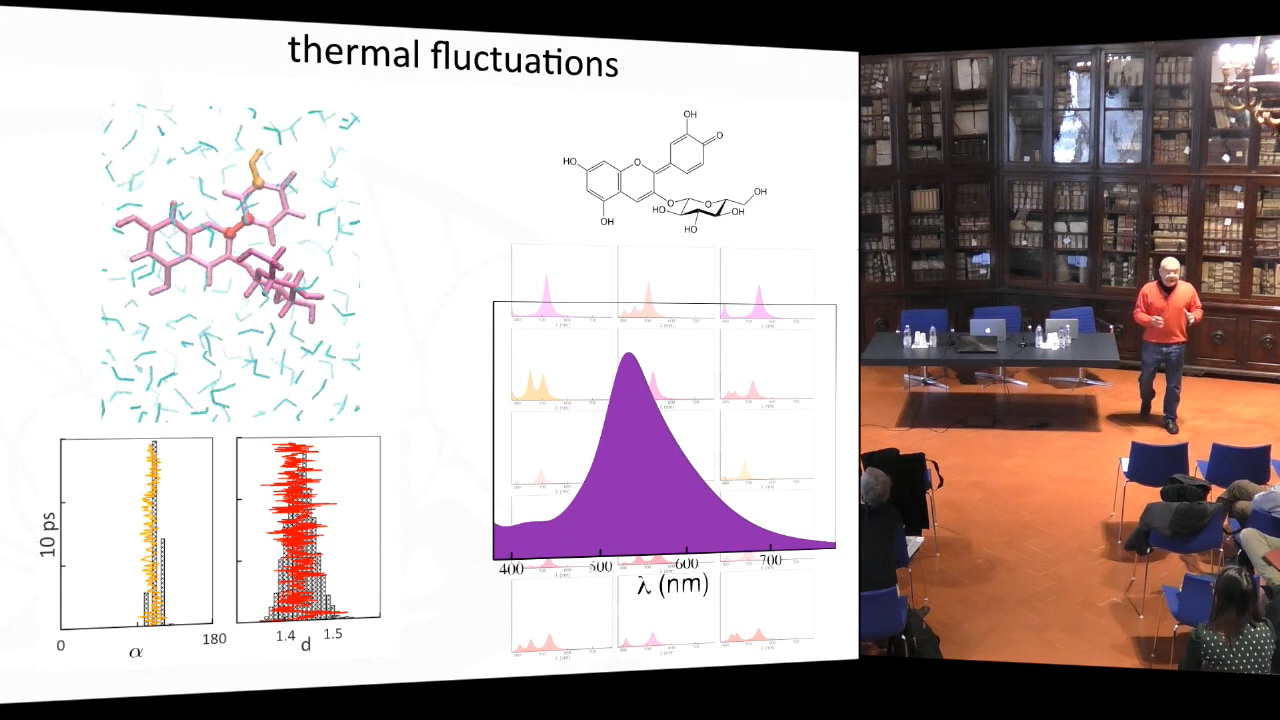 thermal fluctuations
OH
O
HO
O
OH
O
O
OH
HO
OH
HO
10 ps
0
180
α
1.4
1.5
d
400
500
600
700
λ (nm)